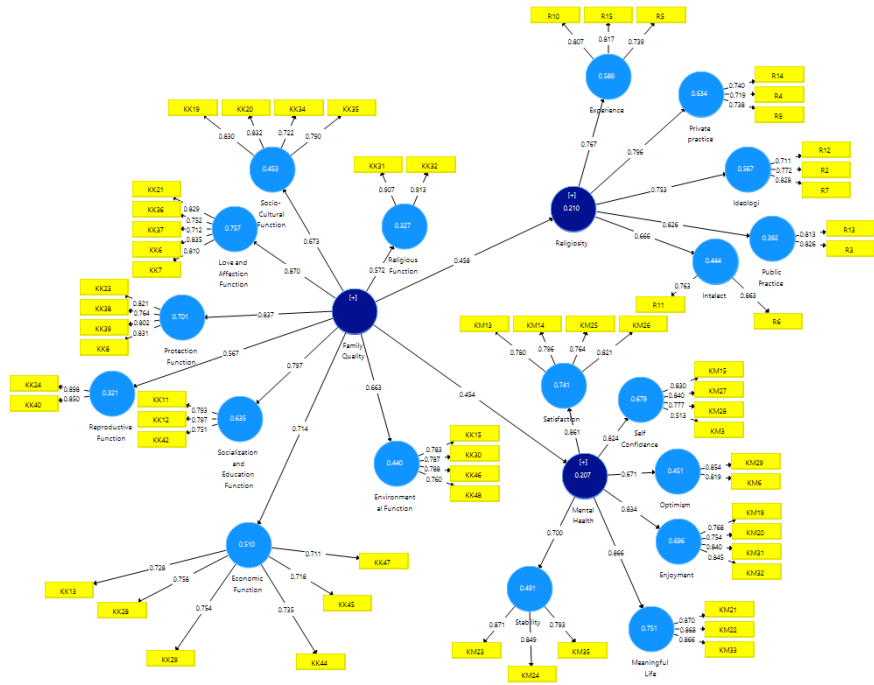 R10
R15
R5
0.807
0.817
0.739
0.589
Experience
R14
R4
R9
0.740
0.719
0.738
0.634
Private
practice
KK19
KK20
KK34
KK35
0.830
0.832
0.722
0.790
0.453
Socio-
Cultural
Function
KK31
KK32
0.907
0.913
0.327
Religious
Function
0.767
0.796
R12
R2
R7
0.711
0.772
0.828
0.567
Ideologi
0.753
[+]
0.210
Religiosity
0.626
0.666
R13
R3
0.813
0.826
0.392
Public
Practice
0.444
Intelect
R11
0.763
0.863
R6
KK21
KK36
KK37
KK6
KK7
0.829
0.752
0.712
0.835
0.810
0.757
Love and
Affection
Function
0.673
0.870
0.572
0.458
KK23
KK38
KK39
KK8
0.821
0.764
0.802
0.831
0.701
Protection
Function
0.837
[+]
Family
Quality
0.567
0.797
0.714
0.663
0.454
KK24
KK40
0.898
0.850
0.321
Reproductive
Function
KK11
KK12
KK42
0.793
0.797
0.751
0.635
Socialization
and
Education
Function
KM13
KM14
KM25
KM26
0.780
0.796
0.764
0.821
0.741
Satisfaction
KM15
KM27
KM28
KM3
0.830
0.840
0.777
0.513
0.679
Self
Confidence
0.861
0.824
KK15
KK30
KK46
KK48
0.783
0.787
0.788
0.760
0.440
Environment
al Function
[+]
0.207
Mental
Health
0.671
KM29
KM6
0.854
0.819
0.451
Optimism
0.834
KM19
KM20
KM31
KM32
0.768
0.754
0.840
0.845
0.696
Enjoyment
0.700
0.866
0.510
Economic
Function
0.728
0.758
0.754
0.735
0.718
0.711
KK13
KK28
KK29
KK44
KK45
KK47
0.491
Stability
0.871
0.849
0.793
KM23
KM24
KM35
0.751
Meaningful
Life
KM21
KM22
KM33
0.870
0.868
0.866